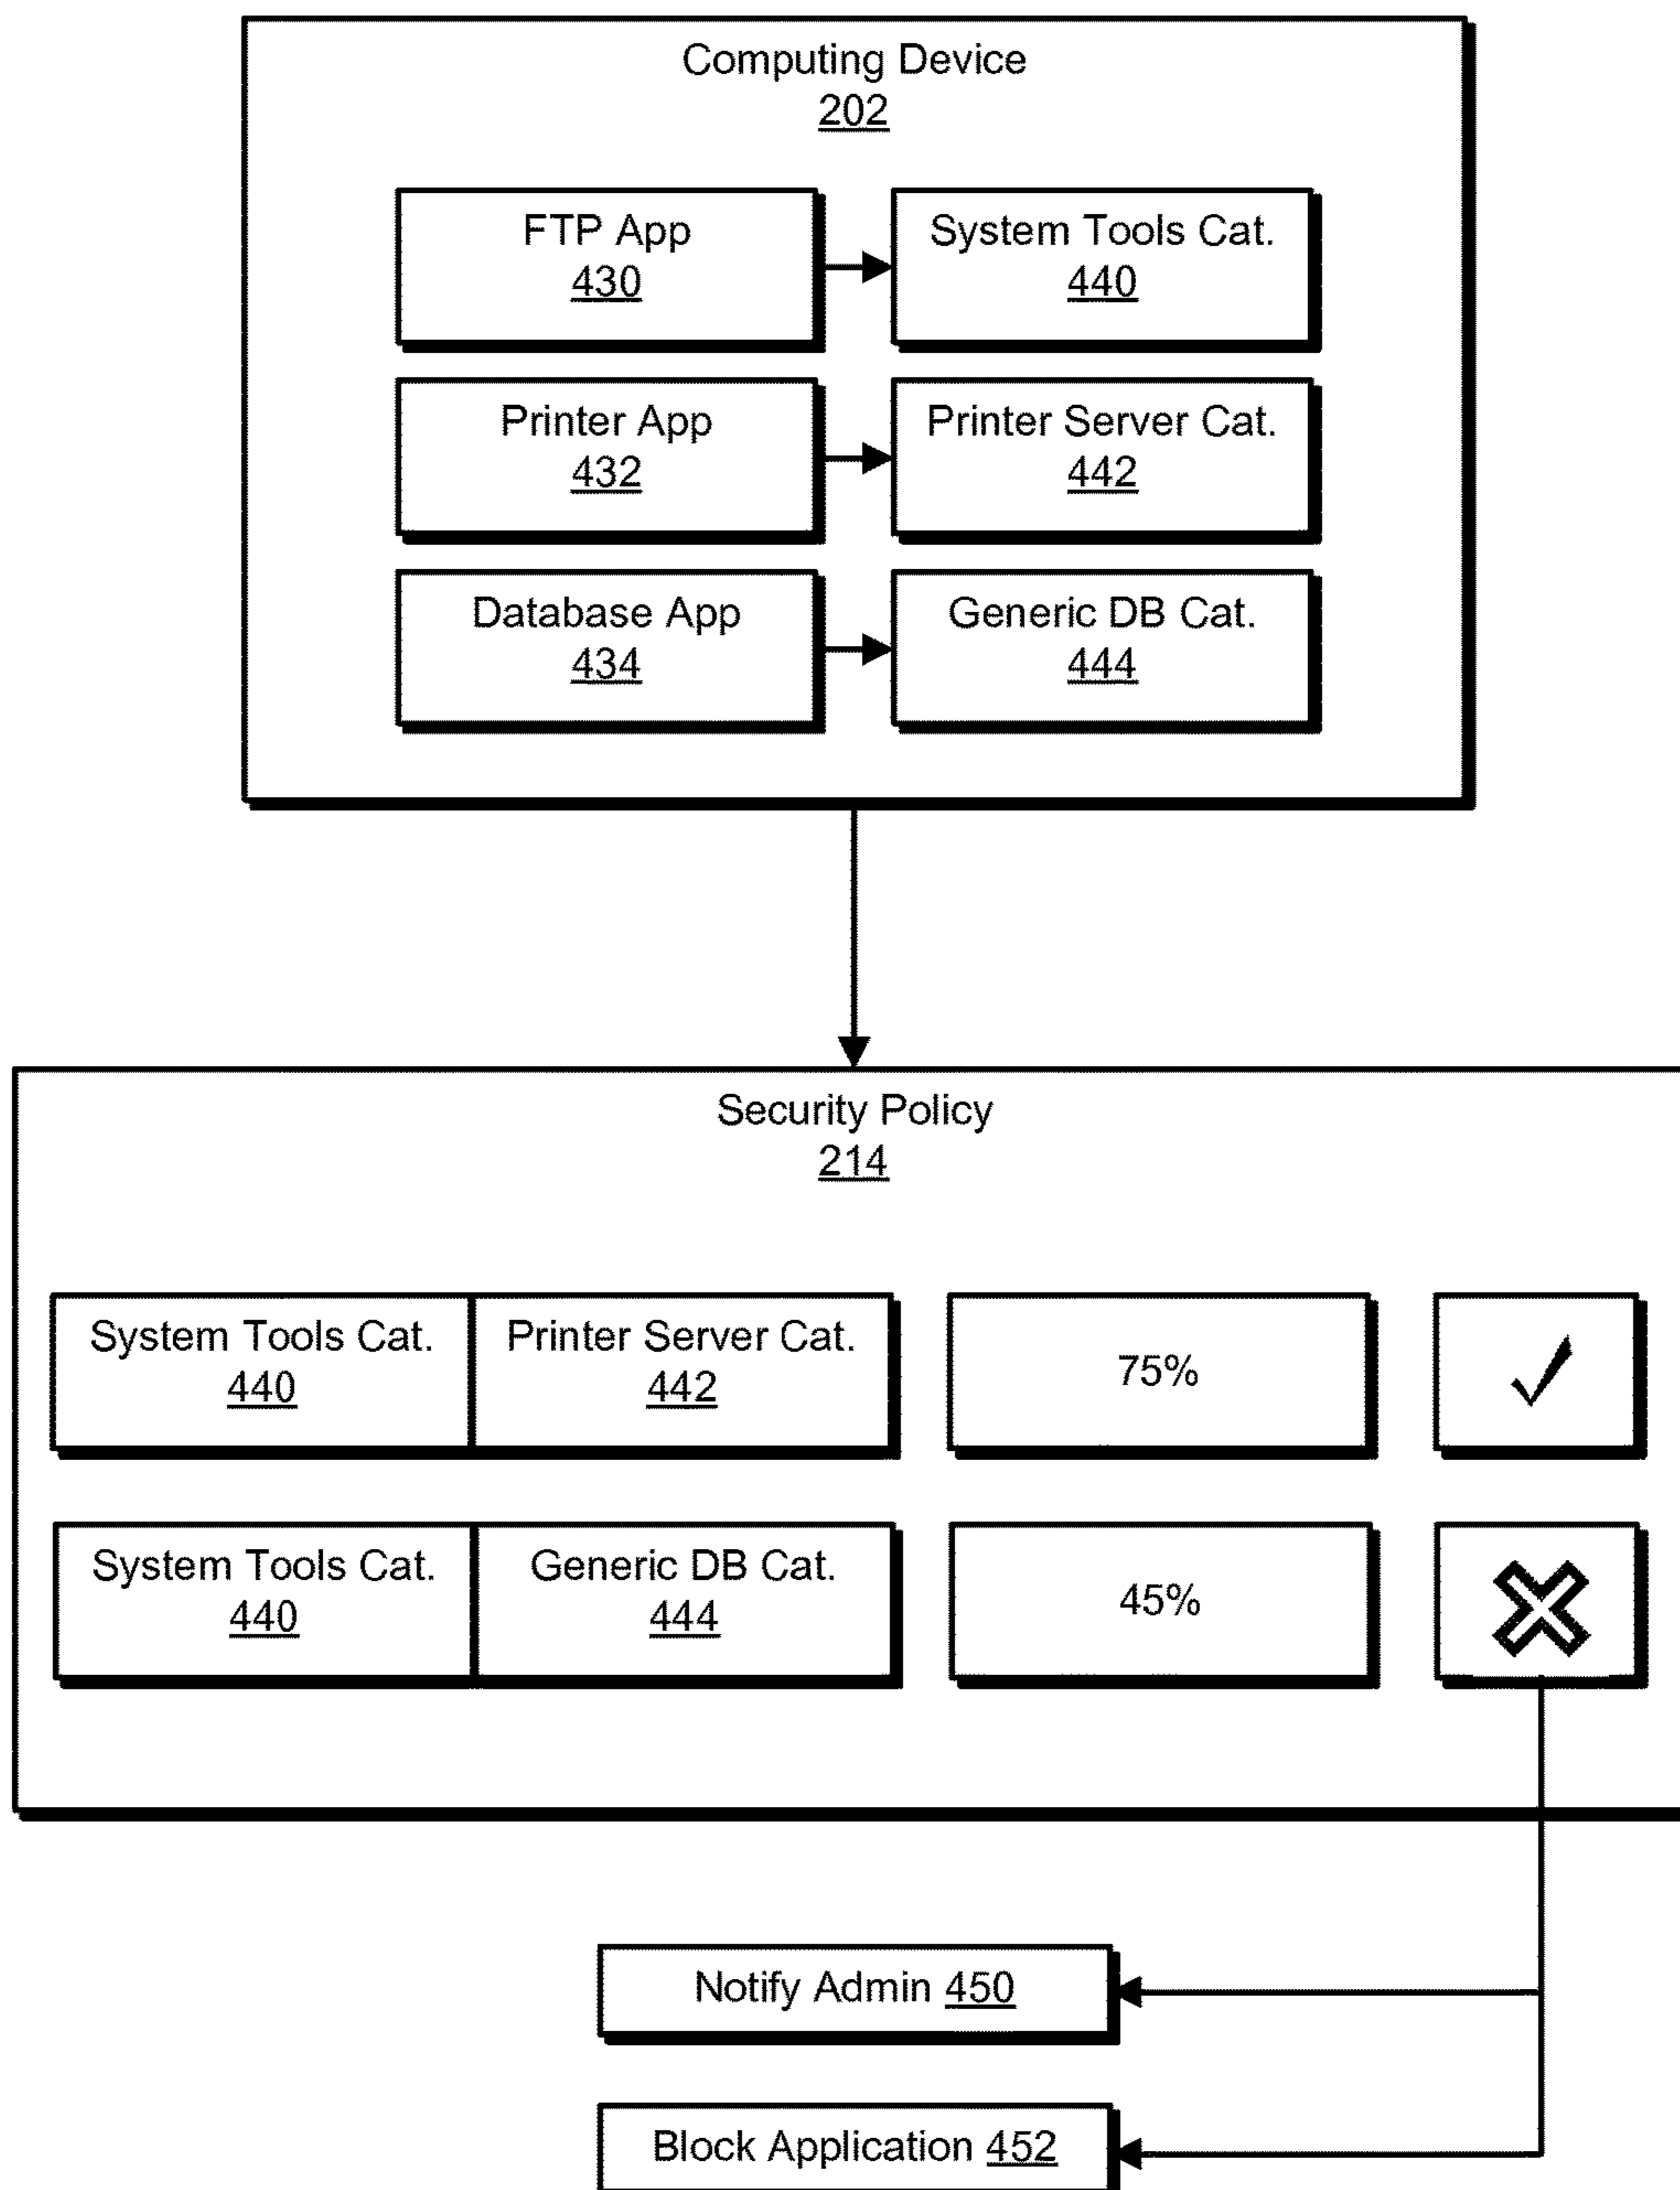 Computing Device
202
FTP App
430
System Tools Cat.
440
Printer App
432
Printer Server Cat.
442
Database App
434
Generic DB Cat.
444
Security Policy
214
System Tools Cat.
440
Printer Server Cat.
442
75%
System Tools Cat.
440
Generic DB Cat.
444
45%
Notify Admin 450
Block Application 452